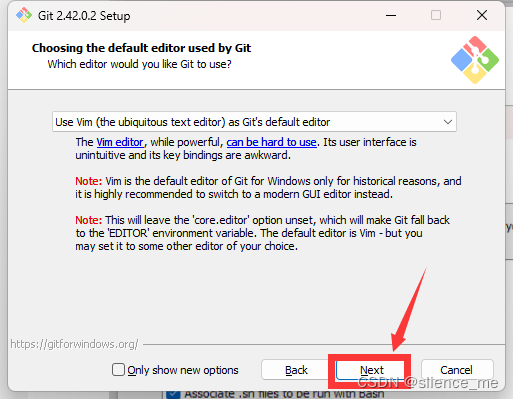 Git 2.42.0.2 Setup
Choosing the default editor used by Git
Which editor would you like Git to use?
Use Vim (the ubiquitous text editor) as Git's default editor
The Vim editor, while powerful, can be hard to use. Its user interface is
unintuitive and its key bindings are awkward.
Note: Vim is the default editor of Git for Windows only for historical reasons, and
it is highly recommended to switch to a modern GUI editor instead.
Note: This will leave the 'core.editor' option unset, which will make Git fall back
to the 'EDITOR' environment variable. The default editor is Vim - but you
may set it to some other editor of your choice.
https://gitforwindows.org/
Only show new options
Back
Next
Cancel
CSDN @silence_me
Associate .sh files to be run with Bash